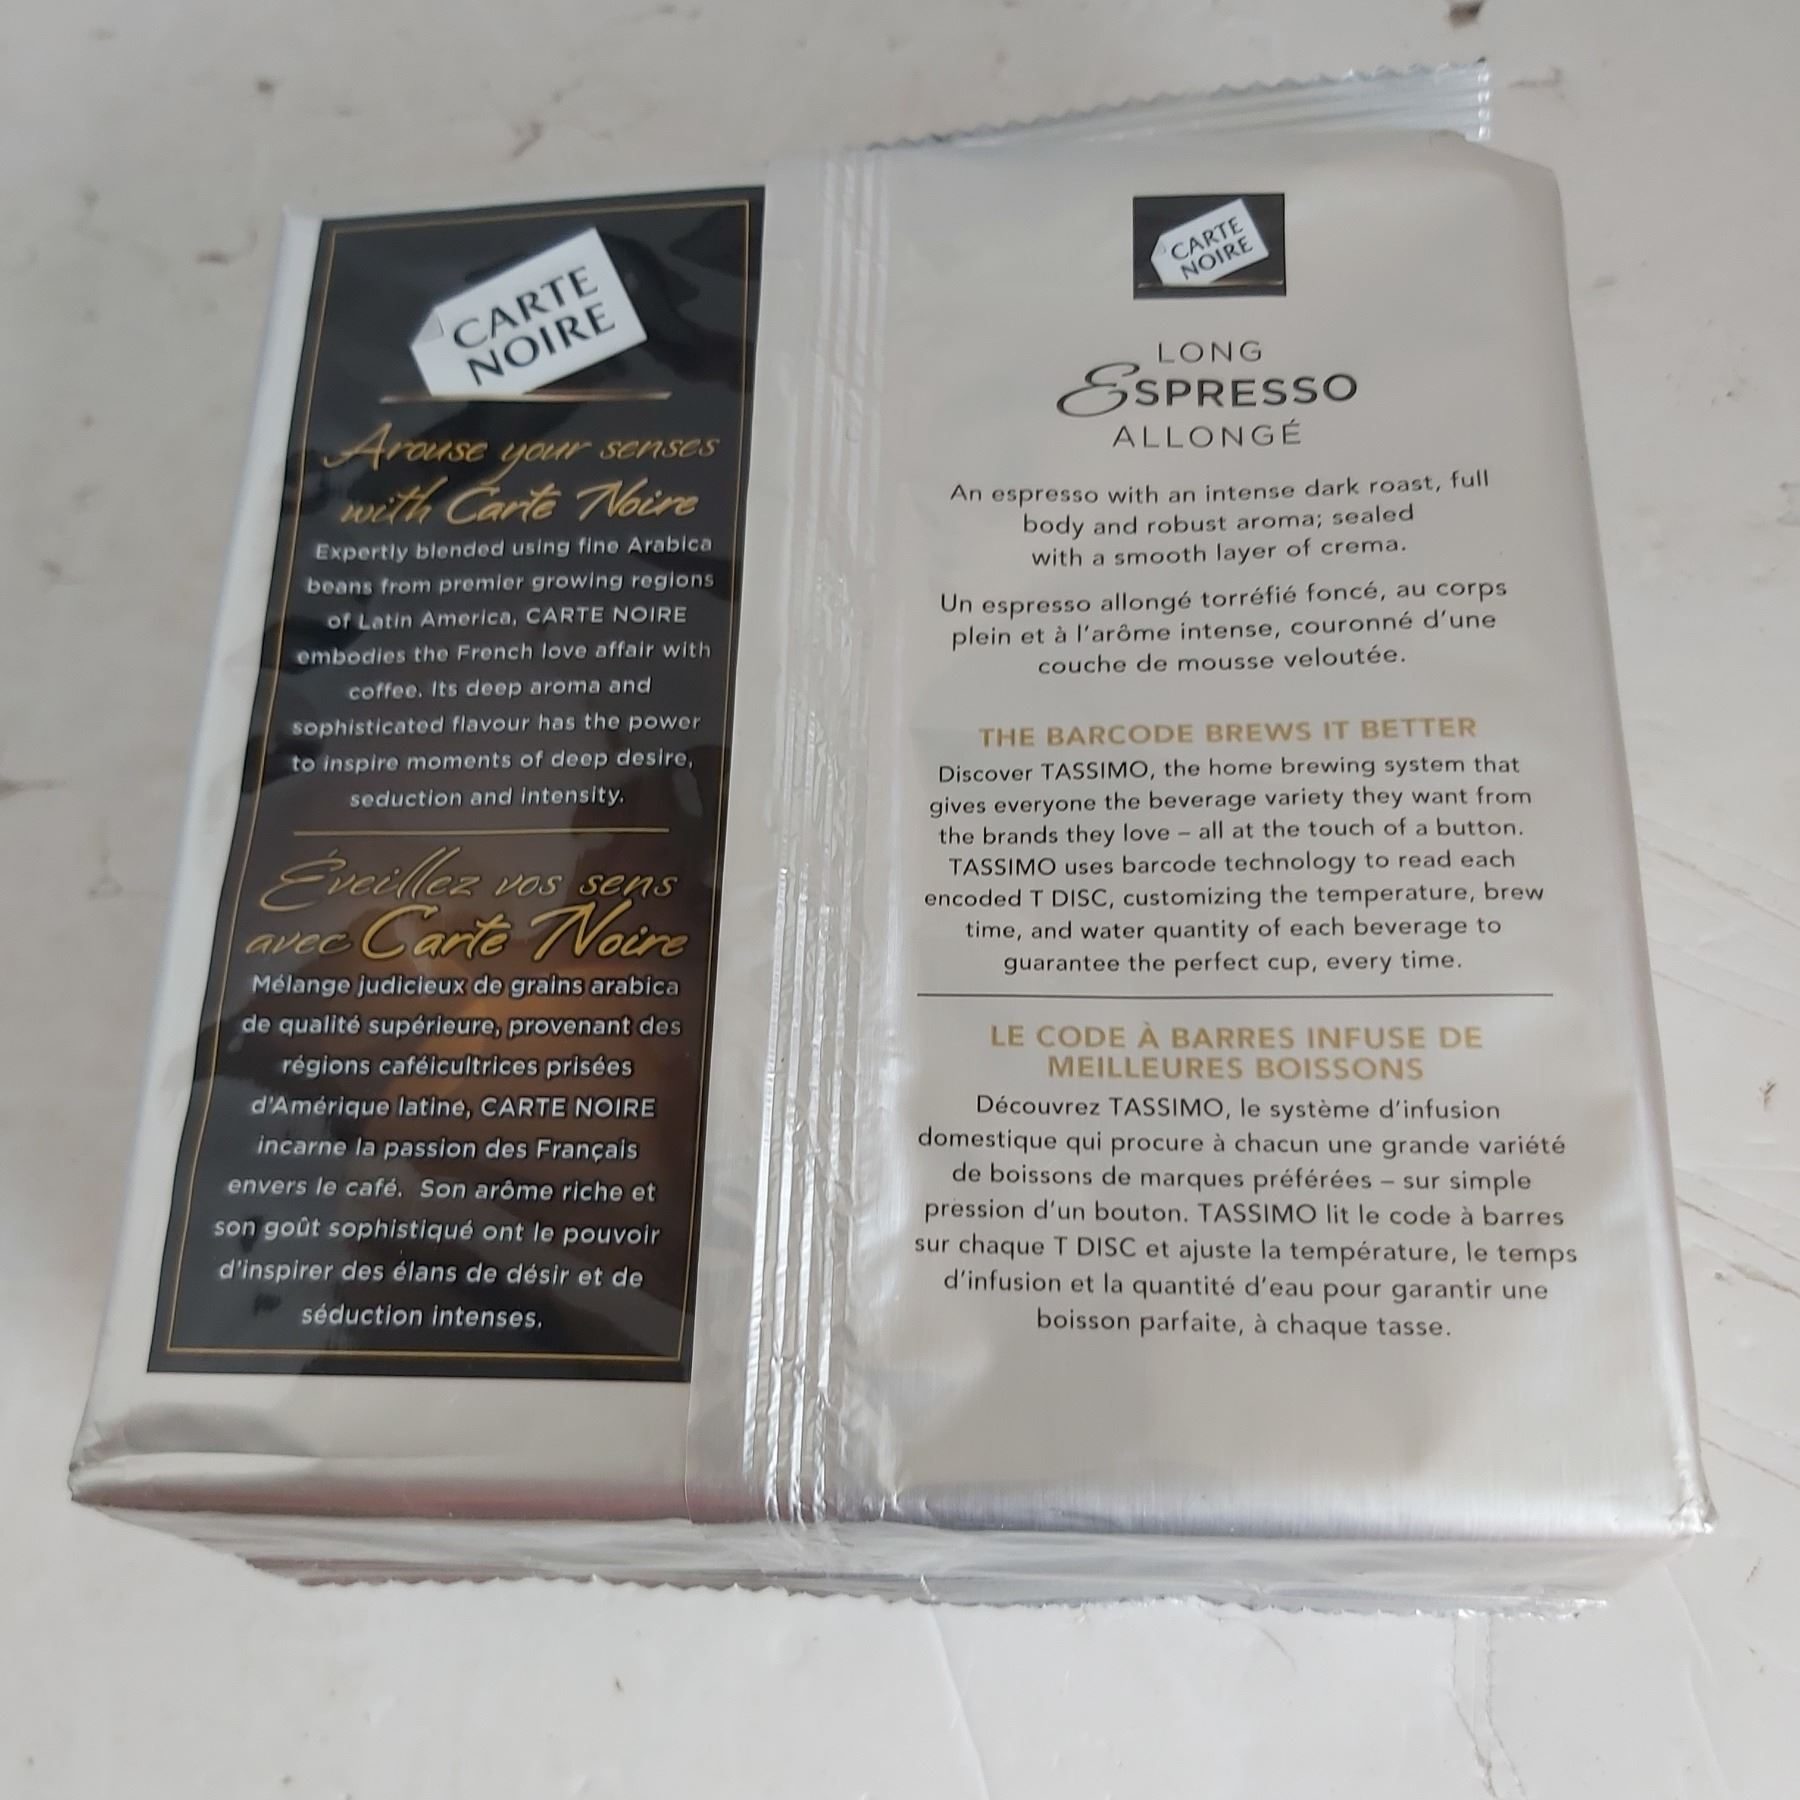 CARTE
NOIRE
Arouse your senses
with Carte Noire
Expertly blended using fine Arabica
beans from premier growing regions
of Latin America, CARTE NOIRE
embodies the French love affair with
coffee. Its deep aroma and
sophisticated flavour has the power
to inspire moments of deep desire,
seduction and intensity.
Éveillez vos sens
avec Carte Noire
Mélange judicieux de grains arabica
de qualité supérieure, provenant des
régions caféicultrices prisées
d'Amérique latine, CARTE NOIRE
incarne la passion des Français
envers le café. Son arôme riche et
son goût sophistiqué ont le pouvoir
d'inspirer des élans de désir et de
séduction intenses.
CARTE
NOIRE
LONG
ESPRESSO
ALLONGÉ
An espresso with an intense dark roast, full
body and robust aroma; sealed
with a smooth layer of crema.
Un espresso allongé torréfié foncé, au corps
plein et à l'arôme intense, couronné d'une
couche de mousse veloutée.
THE BARCODE BREWS IT BETTER
Discover TASSIMO, the home brewing system that
gives everyone the beverage variety they want from
the brands they love – all at the touch of a button.
TASSIMO uses barcode technology to read each
encoded T DISC, customizing the temperature, brew
time, and water quantity of each beverage to
guarantee the perfect cup, every time.
LE CODE À BARRES INFUSE DE
MEILLEURES BOISSONS
Découvrez TASSIMO, le système d'infusion
domestique qui procure à chacun une grande variété
de boissons de marques préférées – sur simple
pression d'un bouton. TASSIMO lit le code à barres
sur chaque T DISC et ajuste la température, le temps
d'infusion et la quantité d'eau pour garantir une
boisson parfaite, à chaque tasse.